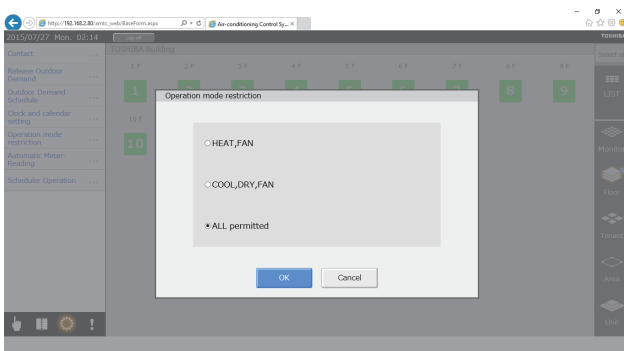 http://192.168.2.80/smtc_web/BaseForm.aspx
Air-conditioning Control Sy...
2015/07/27 Mon. 02:14
TOSHIBA
Contact ...
Release Outdoor
Demand ...
Outdoor Demand
Schedule ...
Clock and calendar
setting ...
Operation mode
restriction ...
Automatic Meter-
Reading ...
Scheduler Operation ...
TOSHIBA Building
1 F 2 F 3 F 4 F 5 F 6 F 7 F 8 F 9 F
1 8 9
10 F
10
Operation mode restriction
HEAT,FAN
COOL,DRY,FAN
ALL permitted
OK Cancel
Select
LIST
Monitor
Floor
Tenant
Area
Unit